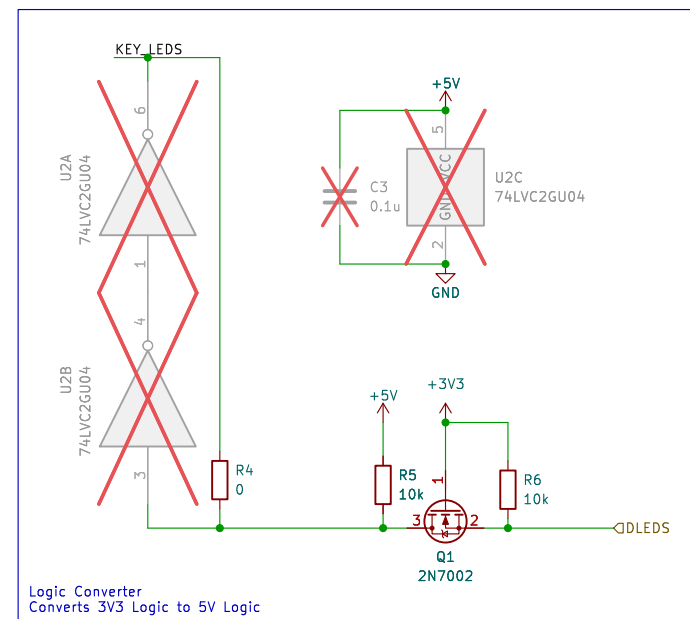 KEY_LEDS
6
U2A
74LVC2GU04
1
4
U2B
74LVC2GU04
3
R4
0
+5V
5
VCC
GND
2
U2C
74LVC2GU04
C3
0.1u
GND
+5V
R5
10k
+3V3
1
3
2
Q1
2N7002
R6
10k
DLEDS
Logic Converter
Converts 3V3 Logic to 5V Logic